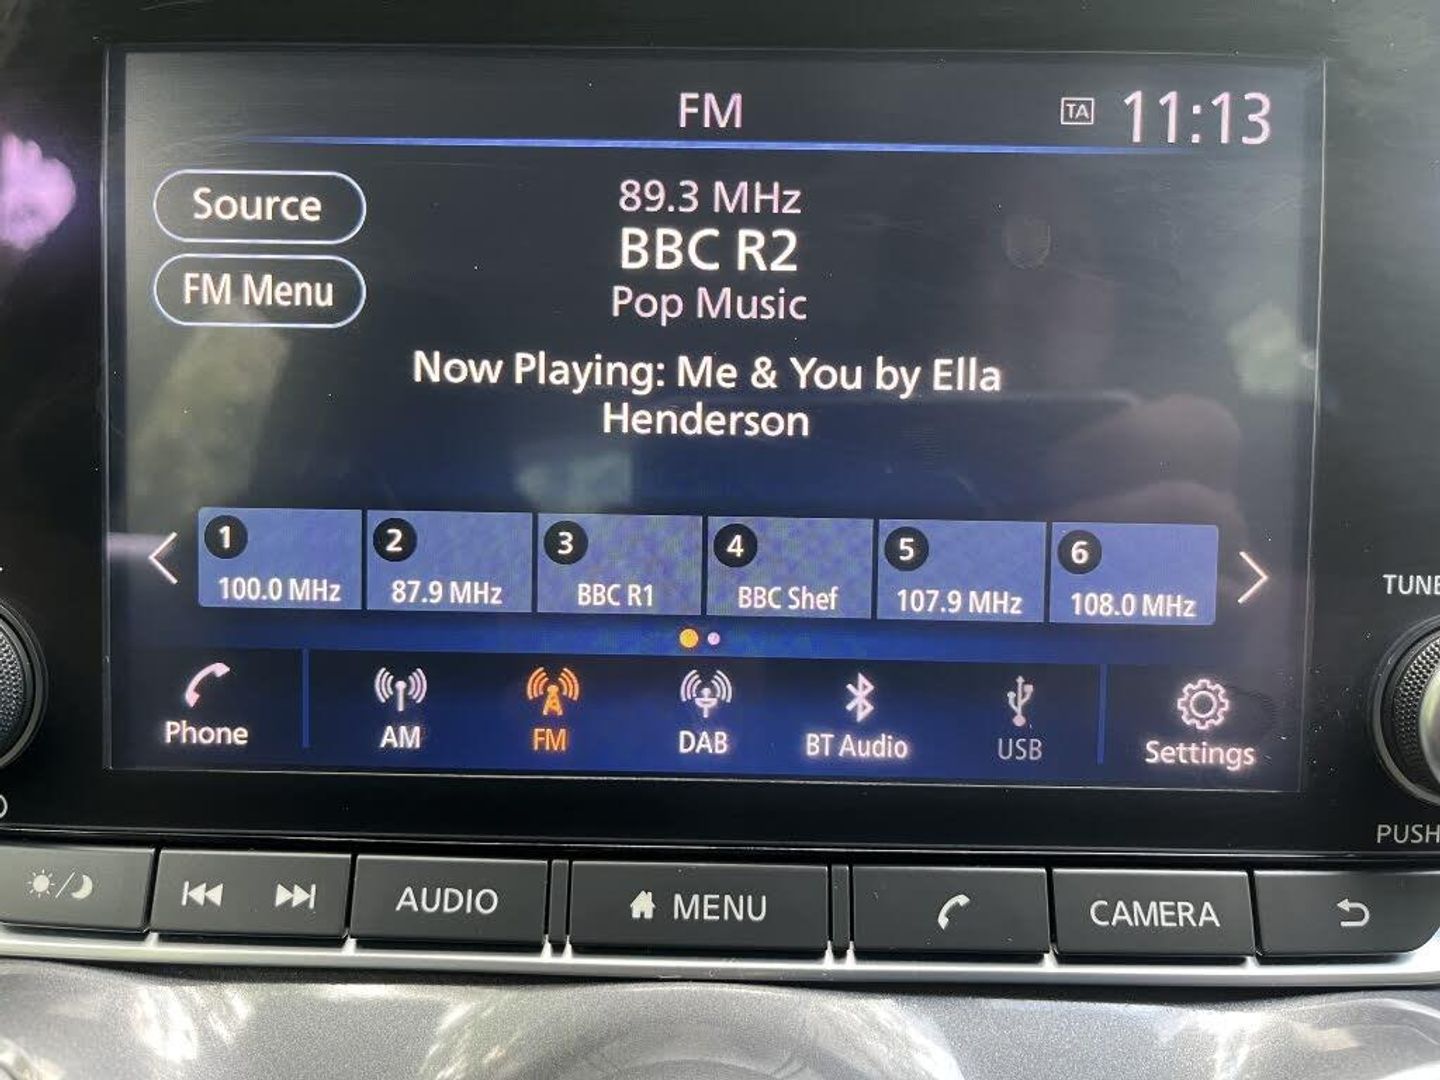 FM
TA 11:13
Source
FM Menu
89.3 MHz
BBC R2
Pop Music
Now Playing: Me & You by Ella
Henderson
1 2 3 4 5 6
100.0 MHz 87.9 MHz BBC R1 BBC Shef 107.9 MHz 108.0 MHz
TUNE
Phone AM FM DAB BT Audio USB Settings
PUSH
AUDIO MENU CAMERA